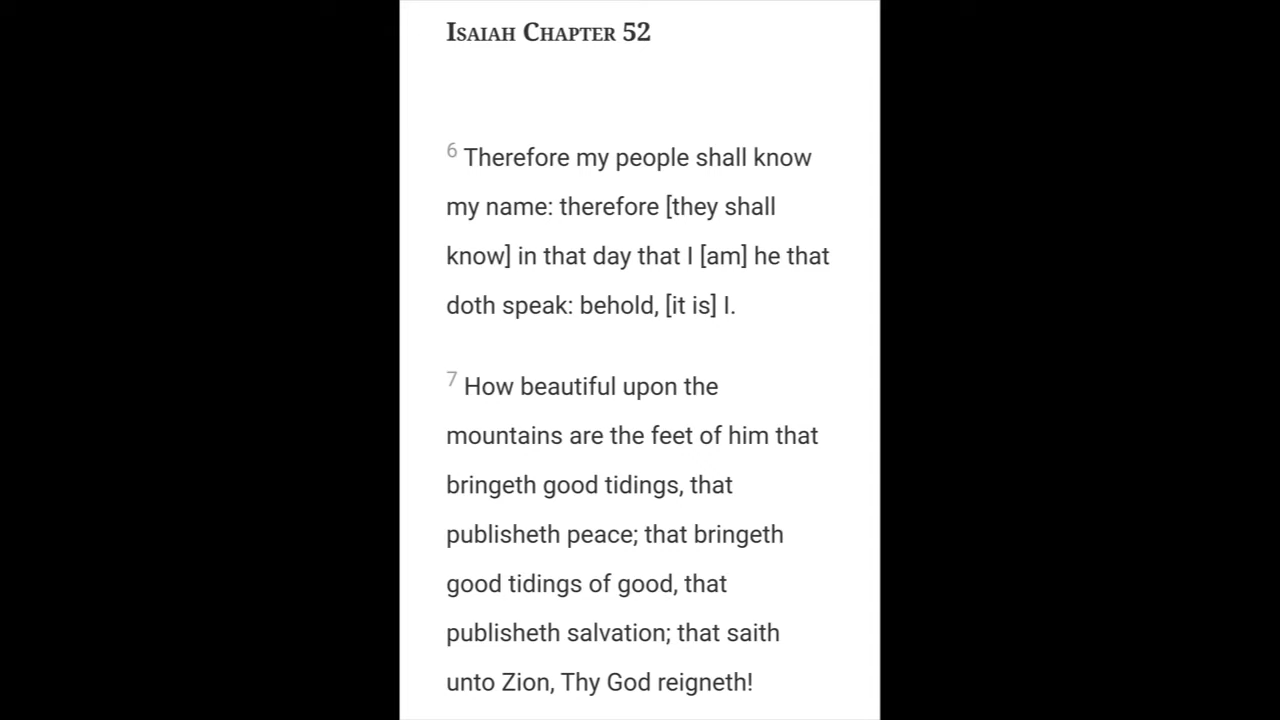 Isaiah Chapter 52
6 Therefore my people shall know
my name: therefore [they shall
know] in that day that I [am] he that
doth speak: behold, [it is] I.
7 How beautiful upon the
mountains are the feet of him that
bringeth good tidings, that
publisheth peace; that bringeth
good tidings of good, that
publisheth salvation; that saith
unto Zion, Thy God reigneth!